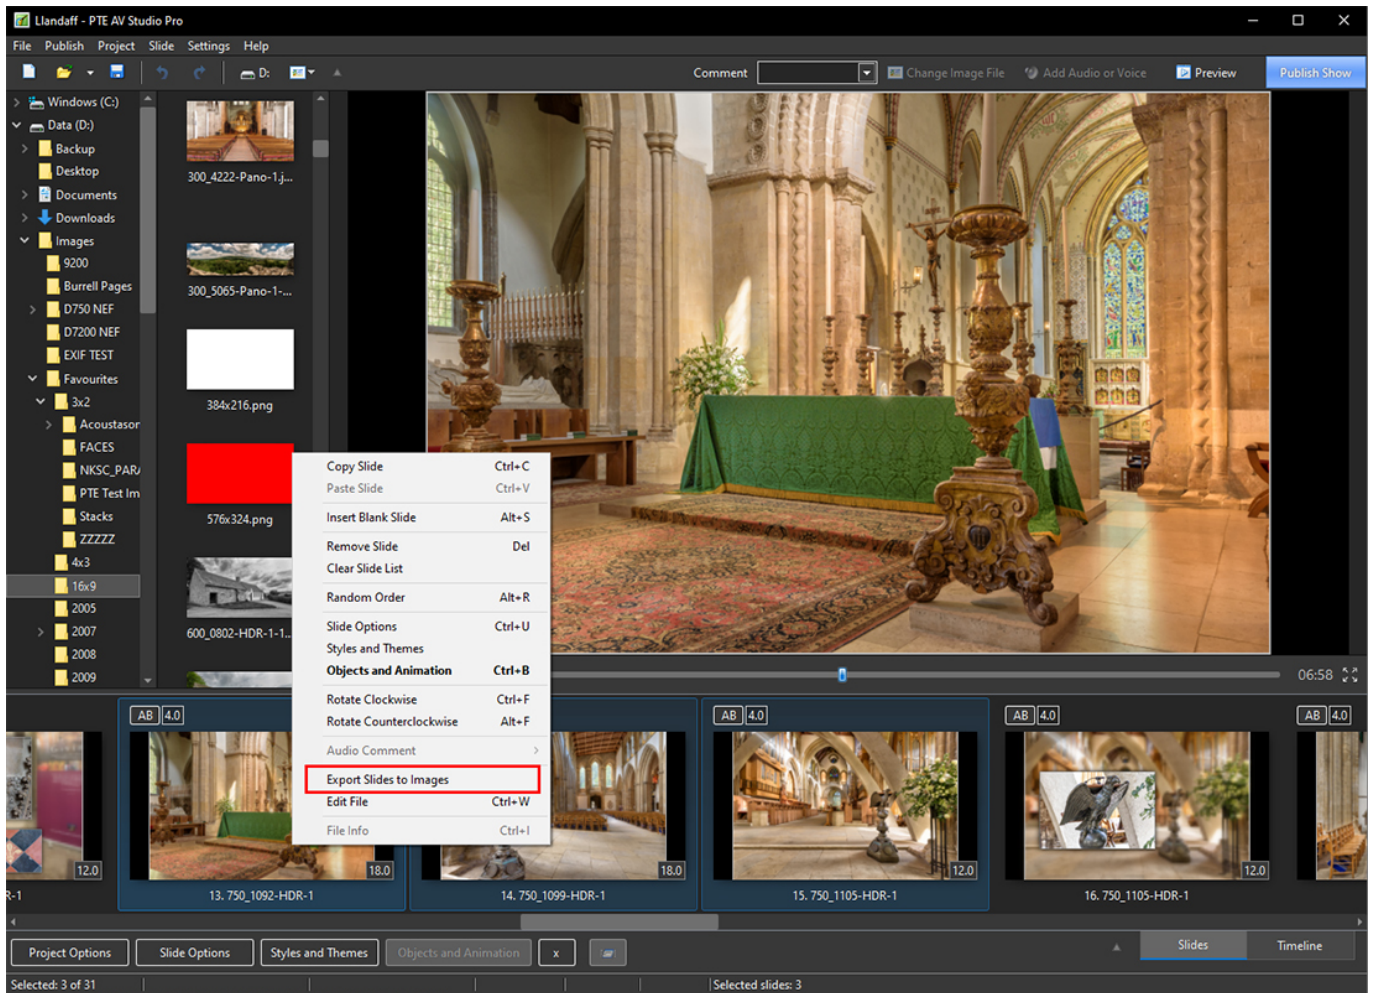 Llandaff - PTE AV Studio Pro
File Publish Project Slide Settings Help
D:
Comment
Change Image File
Add Audio or Voice
Preview
Publish Show
Windows (C:)
Data (D:)
Backup
Desktop
Documents
Downloads
Images
9200
Burrell Pages
D750 NEF
D7200 NEF
EXIF TEST
Favourites
3x2
Acoustasor
FACES
NKSC_PAR
PTE Test Im
Stacks
ZZZZZ
4x3
16x9
2005
2007
2008
2009
300_4222-Pano-1.j...
300_5065-Pano-1-...
384x216.png
576x324.png
600_0802-HDR-1-1...
Copy Slide Ctrl+C
Paste Slide Ctrl+V
Insert Blank Slide Alt+S
Remove Slide Del
Clear Slide List
Random Order Alt+R
Slide Options Ctrl+U
Styles and Themes
Objects and Animation Ctrl+B
Rotate Clockwise Ctrl+F
Rotate Counterclockwise Alt+F
Audio Comment
Export Slides to Images
Edit File Ctrl+W
File Info Ctrl+I
06:58
12.0
R-1
AB 4.0
18.0
13. 750_1092-HDR-1
18.0
14. 750_1099-HDR-1
AB 4.0
12.0
15. 750_1105-HDR-1
AB 4.0
12.0
16. 750_1105-HDR-1
AB 4.0
Project Options
Slide Options
Styles and Themes
Objects and Animation
x
Slides
Timeline
Selected: 3 of 31
Selected slides: 3